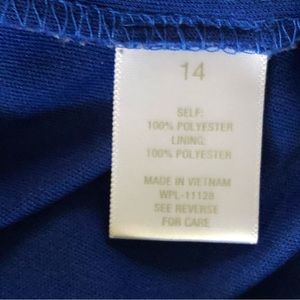 14
SELF:
100% POLYESTER
LINING:
100% POLYESTER
MADE IN VIETNAM
WPL-11128
SEE REVERSE
FOR CARE